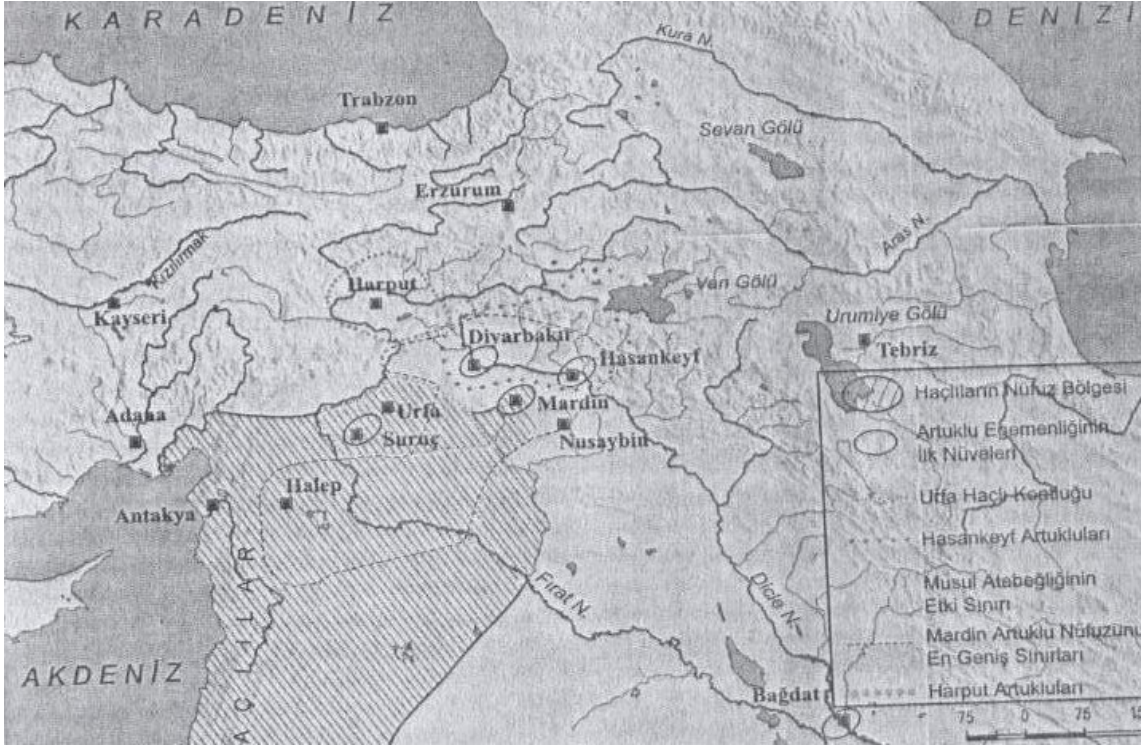 KARADENİZ
DENİZİ
Kura N.
Trabzon
Sevan Gölü
Erzurum
Aras N.
Kızılırmak
Harput
Van Gölü
Kayseri
Urumiye Gölü
Diyarbakır
Hasankeyf
Tebriz
Adana
Urfa
Mardin
Suruç
Nusaybin
Halep
Antakya
Fırat N.
Dicle N.
AÇLILAR
AKDENİZ
Bağdat
Haçlıların Nüfuz Bölgesi
Artuklu Egemenliğinin
İlk Nüveleri
Urfa Haçlı Kontluğu
Hasankeyf Artukluları
Musul Atabeğliğinin
Etki Sınırı
Mardin Artuklu Nüfuzunu
En Geniş Sınırları
Harput Artukluları
75 0 75